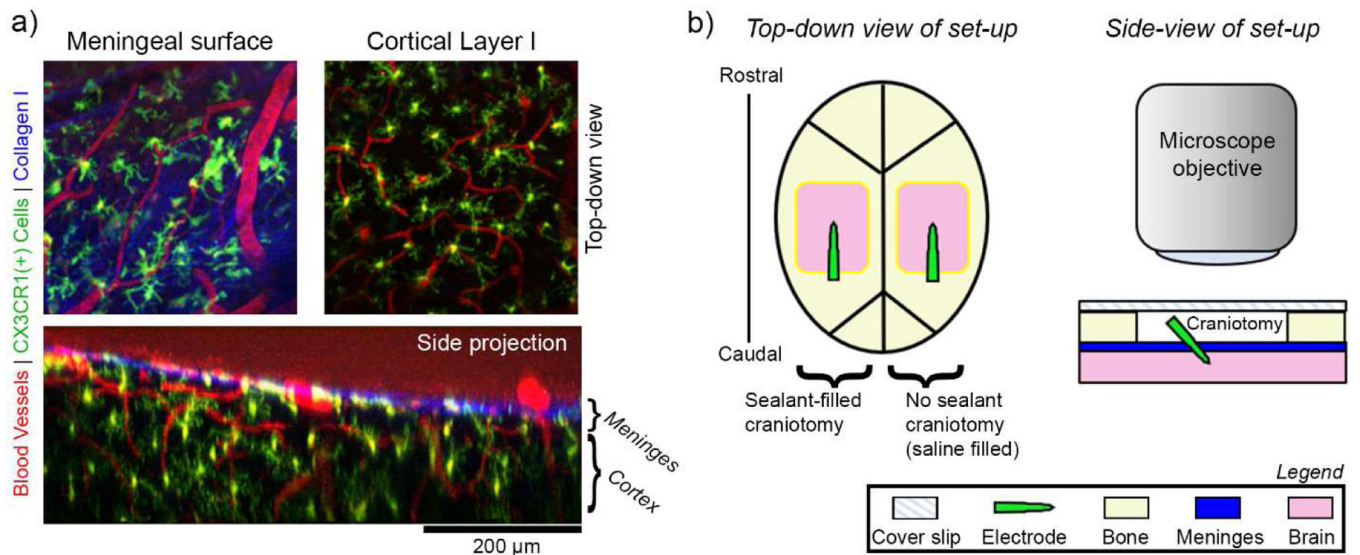 a)
Meningeal surface
Cortical Layer I
Blood Vessels | CX3CR1(+) Cells | Collagen I
Top-down view
Side projection
Meninges
Cortex
200 µm
b)
Top-down view of set-up
Side-view of set-up
Rostral
Caudal
Sealant-filled
craniotomy
No sealant
craniotomy
(saline filled)
Microscope
objective
Craniotomy
Legend
Cover slip
Electrode
Bone
Meninges
Brain